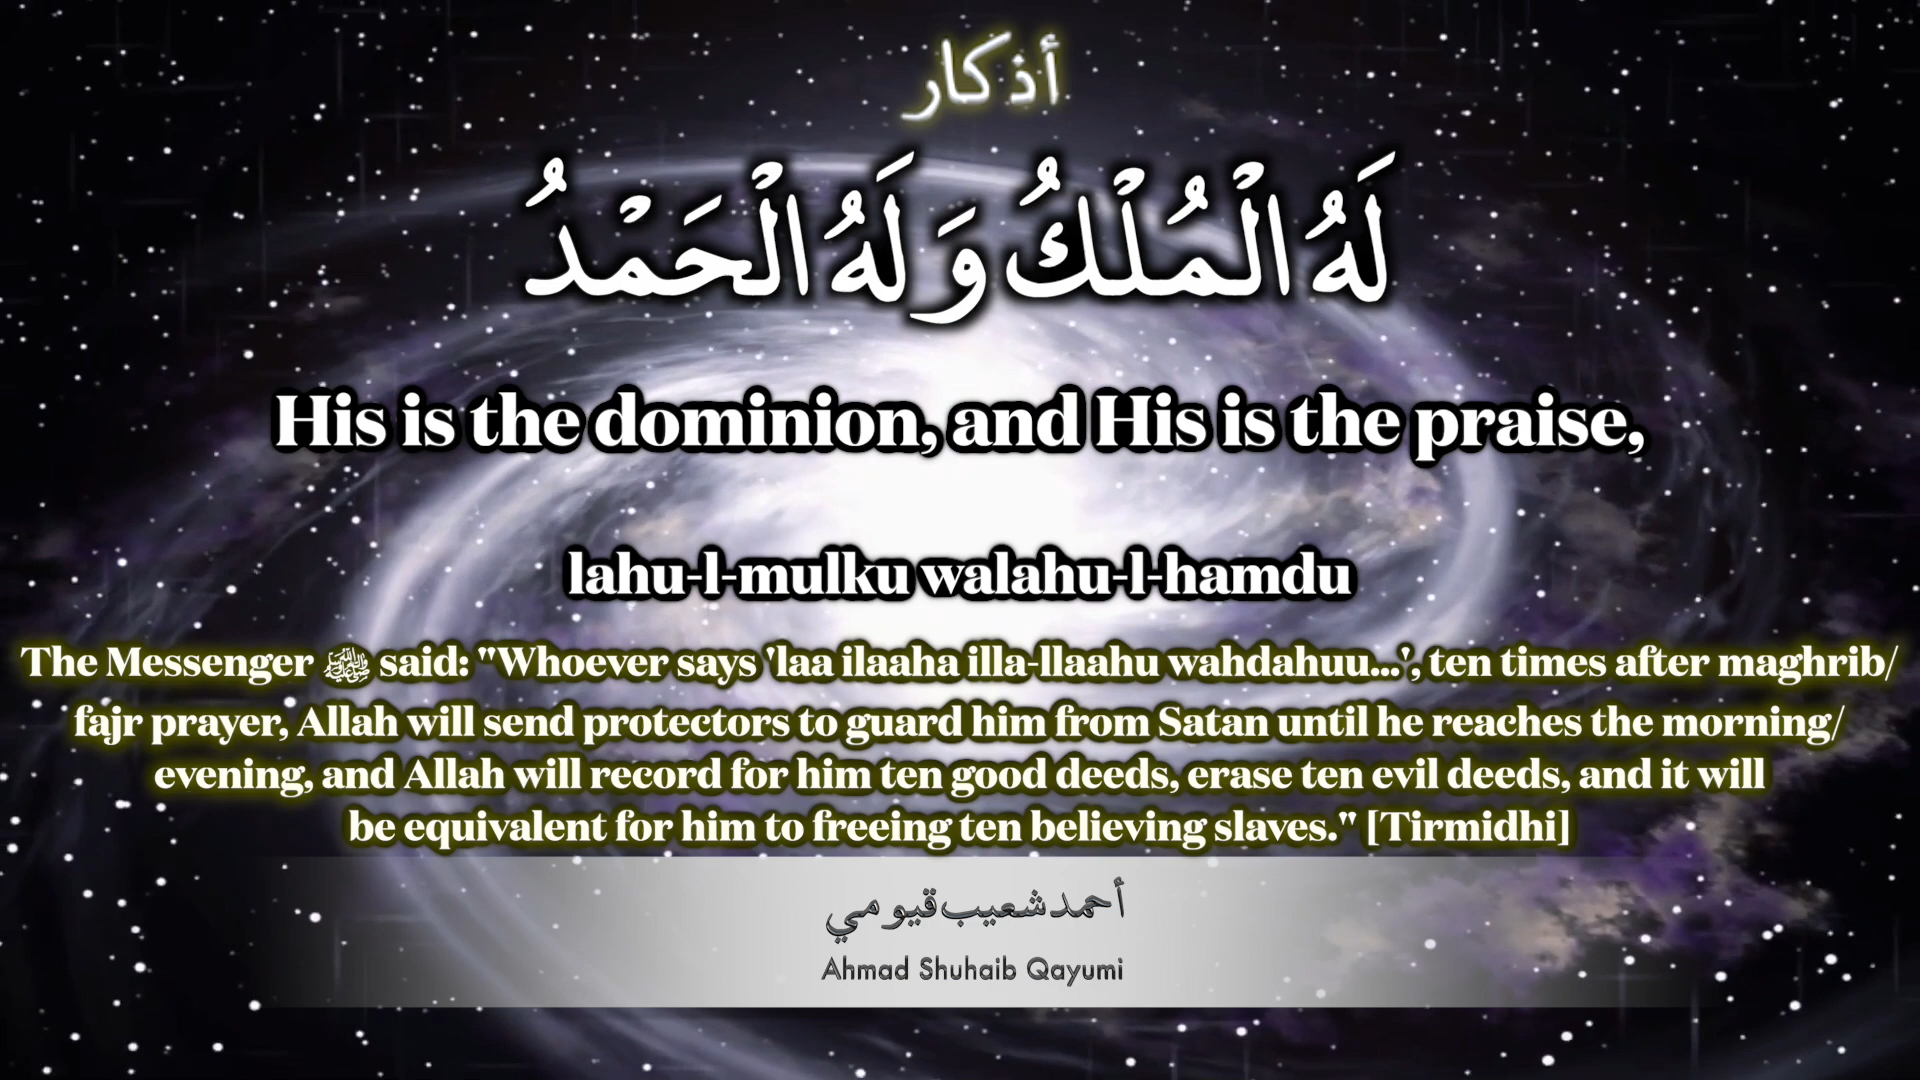 أذكار
لَهُ الْمُلْكُ وَلَهُ الْحَمْدُ
His is the dominion, and His is the praise,
lahu-l-mulku walahu-l-hamdu
The Messenger ﷺ said: "Whoever says 'laa ilaaha illa-llaahu wahdahuu...', ten times after maghrib/
fajr prayer, Allah will send protectors to guard him from Satan until he reaches the morning/
evening, and Allah will record for him ten good deeds, erase ten evil deeds, and it will
be equivalent for him to freeing ten believing slaves." [Tirmidhi]
أحمد شعيب قيومي
Ahmad Shuhaib Qayumi